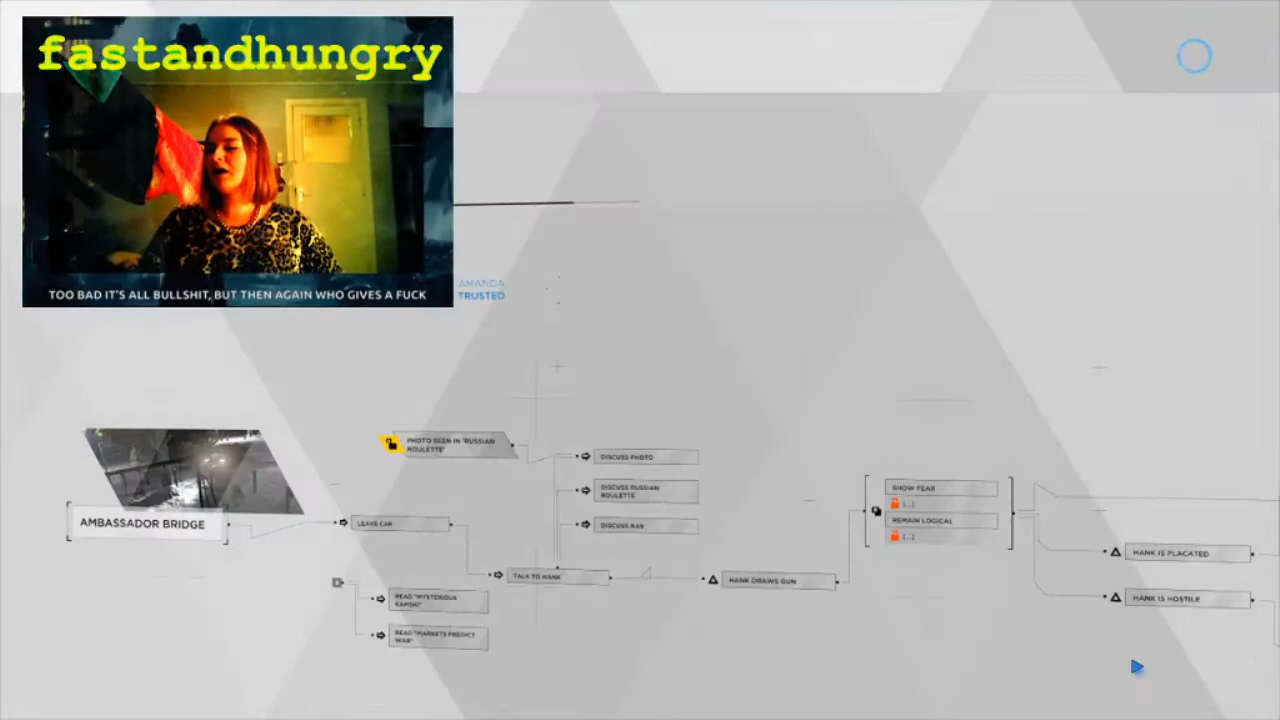 fastandhungry
TOO BAD IT'S ALL BULLSHIT, BUT THEN AGAIN WHO GIVES A FUCK
AMANDA
TRUSTED
PHOTO SEEN IN "RUSSIAN
ROULETTE"
DISCUSS PHOTO
DISCUSS RUSSIAN
ROULETTE
SHOW FEAR
(...)
AMBASSADOR BRIDGE
LEAVE CAR
DISCUSS BAR
REMAIN LOGICAL
(...)
TALK TO HANK
HANK DRAWS GUN
HANK IS PLACATED
READ "MYSTERIOUS
KAMSKI"
HANK IS HOSTILE
READ "MARKETS PREDICT
WAR"